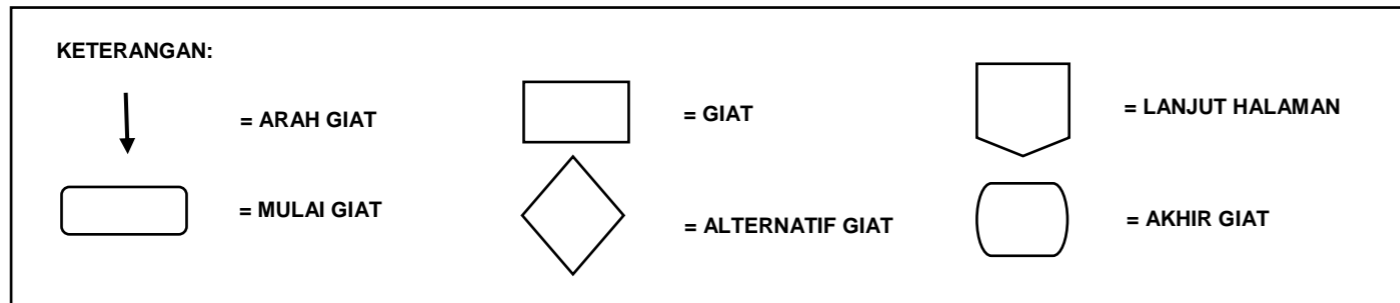 KETERANGAN:
= ARAH GIAT
= GIAT
= LANJUT HALAMAN
= MULAI GIAT
= ALTERNATIF GIAT
= AKHIR GIAT